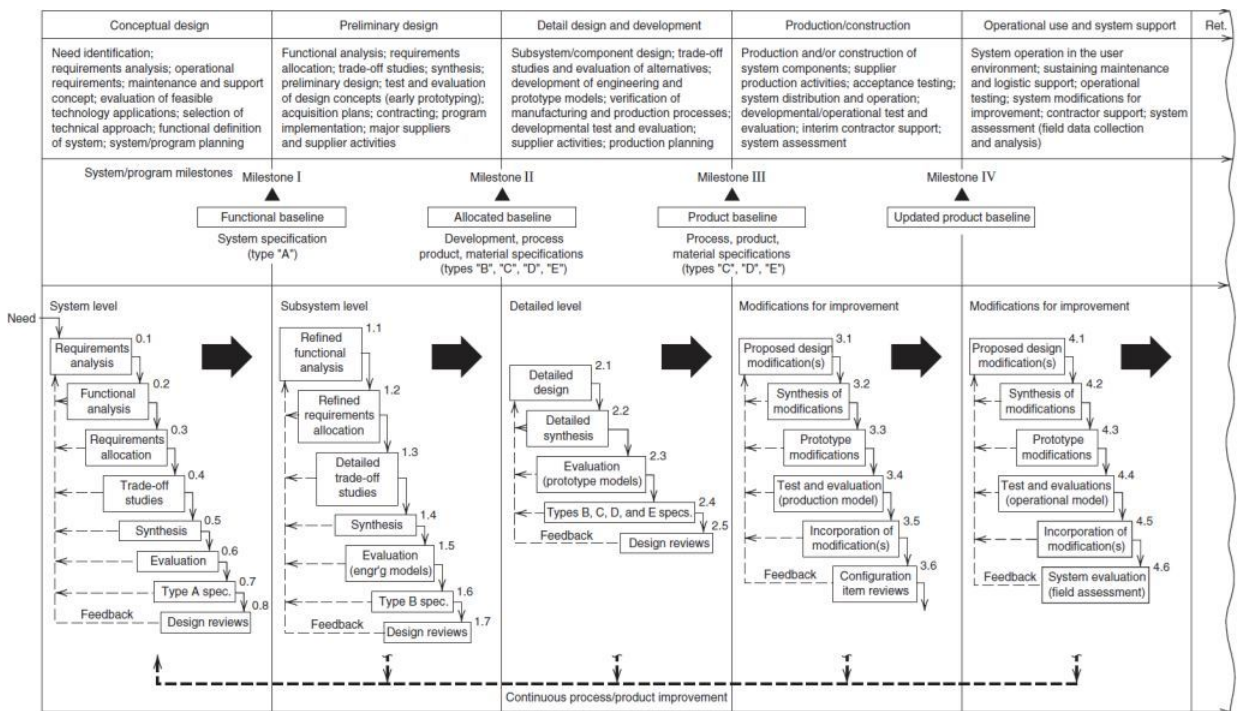 Conceptual design
Preliminary design
Detail design and development
Production/construction
Operational use and system support
Ret.
Need identification;
requirements analysis; operational
requirements; maintenance and support
concept; evaluation of feasible
technology applications; selection of
technical approach; functional definition
of system; system/program planning
Functional analysis; requirements
allocation; trade-off studies; synthesis;
preliminary design; test and evaluation
of design concepts (early prototyping);
acquisition plans; contracting; program
implementation; major suppliers
and supplier activities
Subsystem/component design; trade-off
studies and evaluation of alternatives;
development of engineering and
prototype models; verification of
manufacturing and production processes;
developmental test and evaluation;
supplier activities; production planning
Production and/or construction of
system components; supplier
production activities; acceptance testing;
system distribution and operation;
developmental/operational test and
evaluation; interim contractor support;
system assessment
System operation in the user
environment; sustaining maintenance
and logistic support; operational
testing; system modifications for
improvement; contractor support; system
assessment (field data collection
and analysis)
System/program milestones
Milestone I
Milestone II
Milestone III
Milestone IV
Functional baseline
Allocated baseline
Product baseline
Updated product baseline
System specification
(type "A")
Development, process
product, material specifications
(types "B", "C", "D", "E")
Process, product,
material specifications
(types "C", "D", "E")
System level
Need
0.1
Requirements
analysis
0.2
Functional
analysis
0.3
Requirements
allocation
0.4
Trade-off
studies
0.5
Synthesis
0.6
Evaluation
0.7
Type A spec.
0.8
Feedback
Design reviews
Subsystem level
1.1
Refined
functional
analysis
1.2
Refined
requirements
allocation
1.3
Detailed
trade-off
studies
1.4
Synthesis
1.5
Evaluation
(engr'g models)
1.6
Type B spec.
1.7
Feedback
Design reviews
Detailed level
2.1
Detailed
design
2.2
Detailed
synthesis
2.3
Evaluation
(prototype models)
2.4
Types B, C, D, and E specs.
2.5
Feedback
Design reviews
Modifications for improvement
3.1
Proposed design
modification(s)
3.2
Synthesis of
modifications
3.3
Prototype
modifications
3.4
Test and evaluation
(production model)
3.5
Incorporation of
modification(s)
3.6
Feedback
Configuration
item reviews
Modifications for improvement
4.1
Proposed design
modification(s)
4.2
Synthesis of
modifications
4.3
Prototype
modifications
4.4
Test and evaluations
(operational model)
4.5
Incorporation of
modification(s)
4.6
Feedback
System evaluation
(field assessment)
Continuous process/product improvement